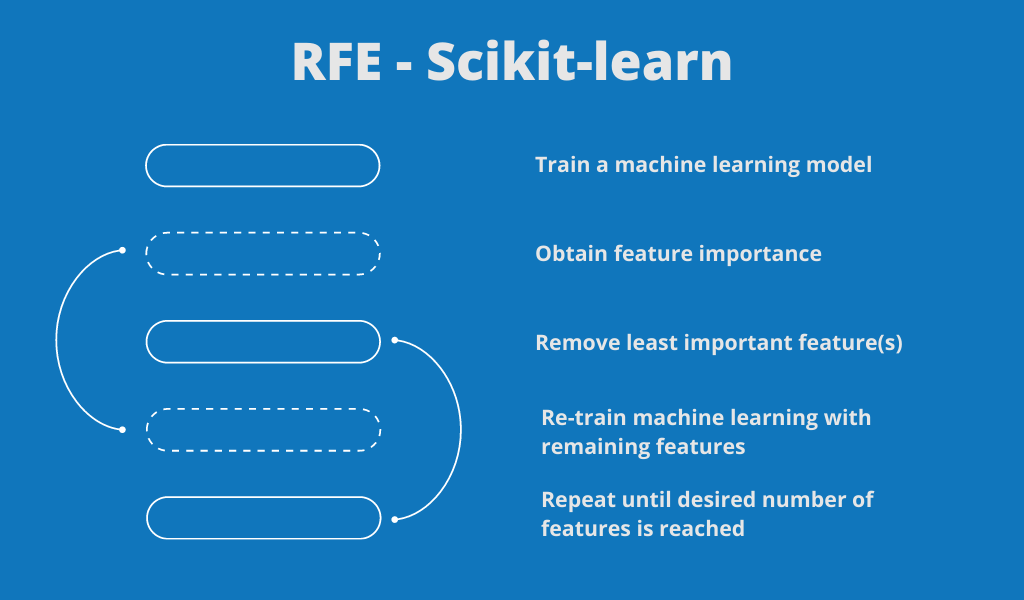 RFE - Scikit-learn
Train a machine learning model
Obtain feature importance
Remove least important feature(s)
Re-train machine learning with
remaining features
Repeat until desired number of
features is reached